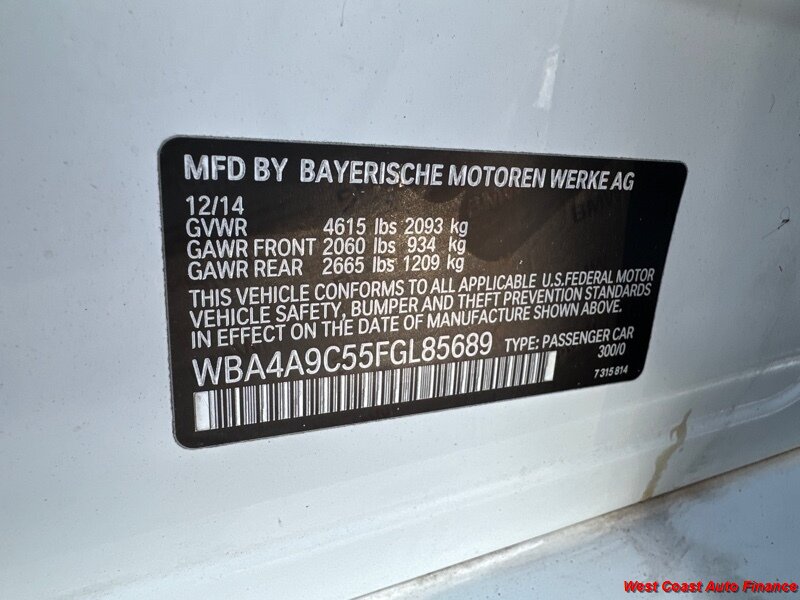 MFD BY BAYERISCHE MOTOREN WERKE AG
12/14
GVWR 4615 lbs 2093 kg
GAWR FRONT 2060 lbs 934 kg
GAWR REAR 2665 lbs 1209 kg
THIS VEHICLE CONFORMS TO ALL APPLICABLE U.S.FEDERAL MOTOR
VEHICLE SAFETY, BUMPER AND THEFT PREVENTION STANDARDS
IN EFFECT ON THE DATE OF MANUFACTURE SHOWN ABOVE.
WBA4A9C55FGL85689 TYPE: PASSENGER CAR
300/0
7 315 814
West Coast Auto Finance